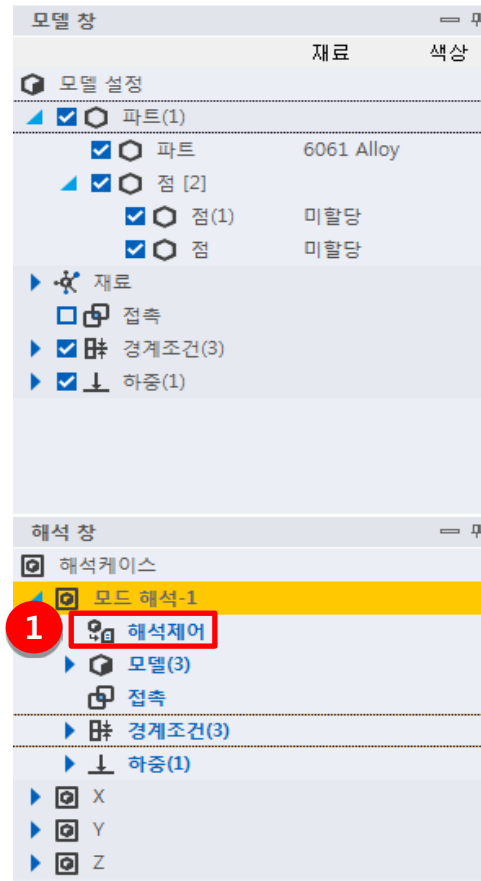 모델 창
재료 색상
모델 설정
파트(1)
파트 6061 Alloy
점 [2]
점(1) 미할당
점 미할당
재료
접촉
경계조건(3)
하중(1)
해석 창
해석케이스
모드 해석-1
1 해석제어
모델(3)
접촉
경계조건(3)
하중(1)
X
Y
Z